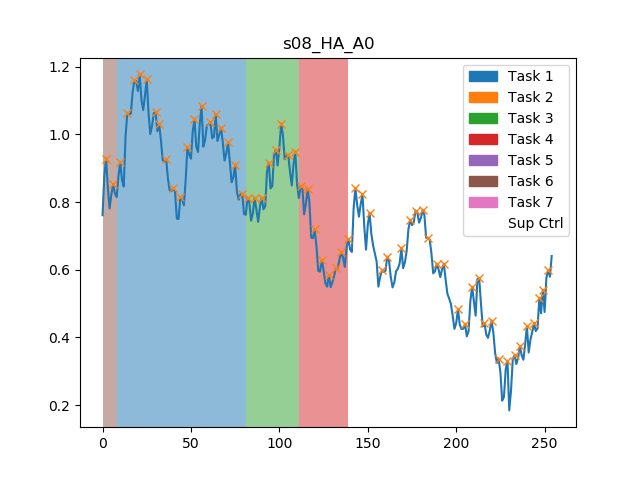 s08_HA_A0
1.2
1.0
0.8
0.6
0.4
0.2
0
50
100
150
200
250
Task 1
Task 2
Task 3
Task 4
Task 5
Task 6
Task 7
Sup Ctrl